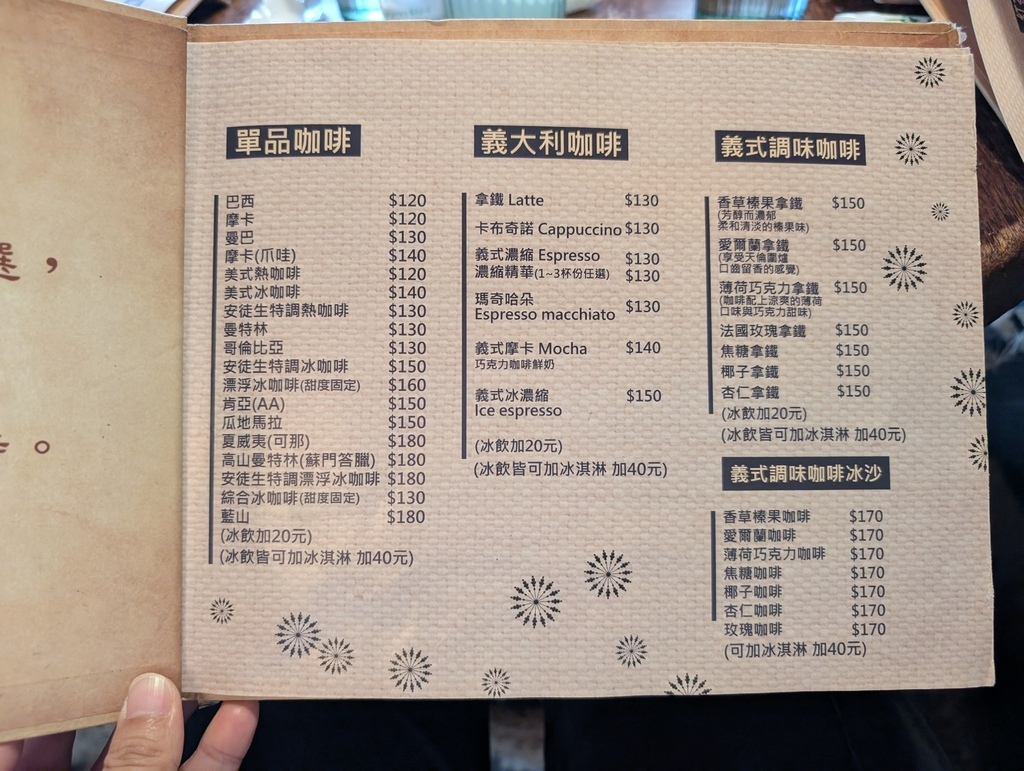 單品咖啡
巴西 $120
摩卡 $120
曼巴 $130
摩卡(爪哇) $140
美式熱咖啡 $120
美式冰咖啡 $140
安徒生特調熱咖啡 $130
曼特林 $130
哥倫比亞 $130
安徒生特調冰咖啡 $150
漂浮冰咖啡(甜度固定) $160
肯亞(AA) $150
瓜地馬拉 $150
夏威夷(可那) $180
高山曼特林(蘇門答臘) $180
安徒生特調漂浮冰咖啡 $180
綜合冰咖啡(甜度固定) $130
藍山 $180
(冰飲加20元)
(冰飲皆可加冰淇淋 加40元)
義大利咖啡
拿鐵 Latte $130
卡布奇諾 Cappuccino $130
義式濃縮 Espresso $130
濃縮精華(1~3杯份任選) $130
瑪奇哈朵
Espresso macchiato $130
義式摩卡 Mocha $140
巧克力咖啡鮮奶
義式冰濃縮 $150
Ice espresso
(冰飲加20元)
(冰飲皆可加冰淇淋 加40元)
義式調味咖啡
香草榛果拿鐵 $150
(芳醇而濃郁
柔和清淡的榛果味)
愛爾蘭拿鐵 $150
(享受天倫圍爐
口齒留香的感覺)
薄荷巧克力拿鐵 $150
(咖啡配上涼爽的薄荷
口味與巧克力甜味)
法國玫瑰拿鐵 $150
焦糖拿鐵 $150
椰子拿鐵 $150
杏仁拿鐵 $150
(冰飲加20元)
(冰飲皆可加冰淇淋 加40元)
義式調味咖啡冰沙
香草榛果咖啡 $170
愛爾蘭咖啡 $170
薄荷巧克力咖啡 $170
焦糖咖啡 $170
椰子咖啡 $170
杏仁咖啡 $170
玫瑰咖啡 $170
(可加冰淇淋 加40元)